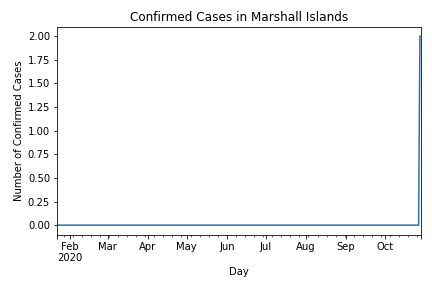 Confirmed Cases in Marshall Islands
Number of Confirmed Cases
2.00
1.75
1.50
1.25
1.00
0.75
0.50
0.25
0.00
Feb Mar Apr May Jun Jul Aug Sep Oct
2020
Day